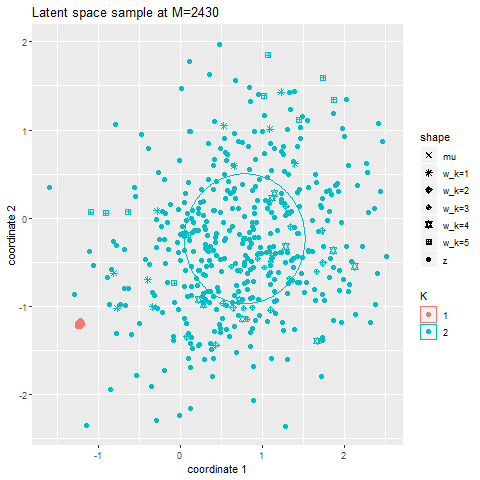 Latent space sample at M=2430
coordinate 2
2
1
0
-1
-2
-1
0
1
2
coordinate 1
shape
mu
w_k=1
w_k=2
w_k=3
w_k=4
w_k=5
z
K
1
2